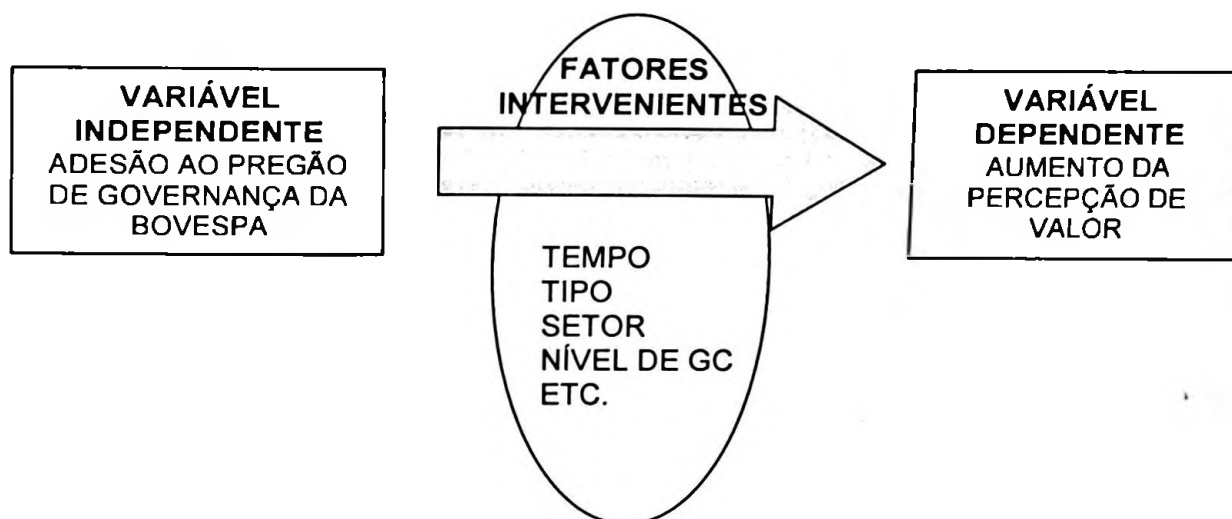 VARIÁVEL
INDEPENDENTE
ADESÃO AO PREGÃO
DE GOVERNANÇA DA
BOVESPA
FATORES
INTERVENIENTES
TEMPO
TIPO
SETOR
NÍVEL DE GC
ETC.
VARIÁVEL
DEPENDENTE
AUMENTO DA
PERCEPÇÃO DE
VALOR